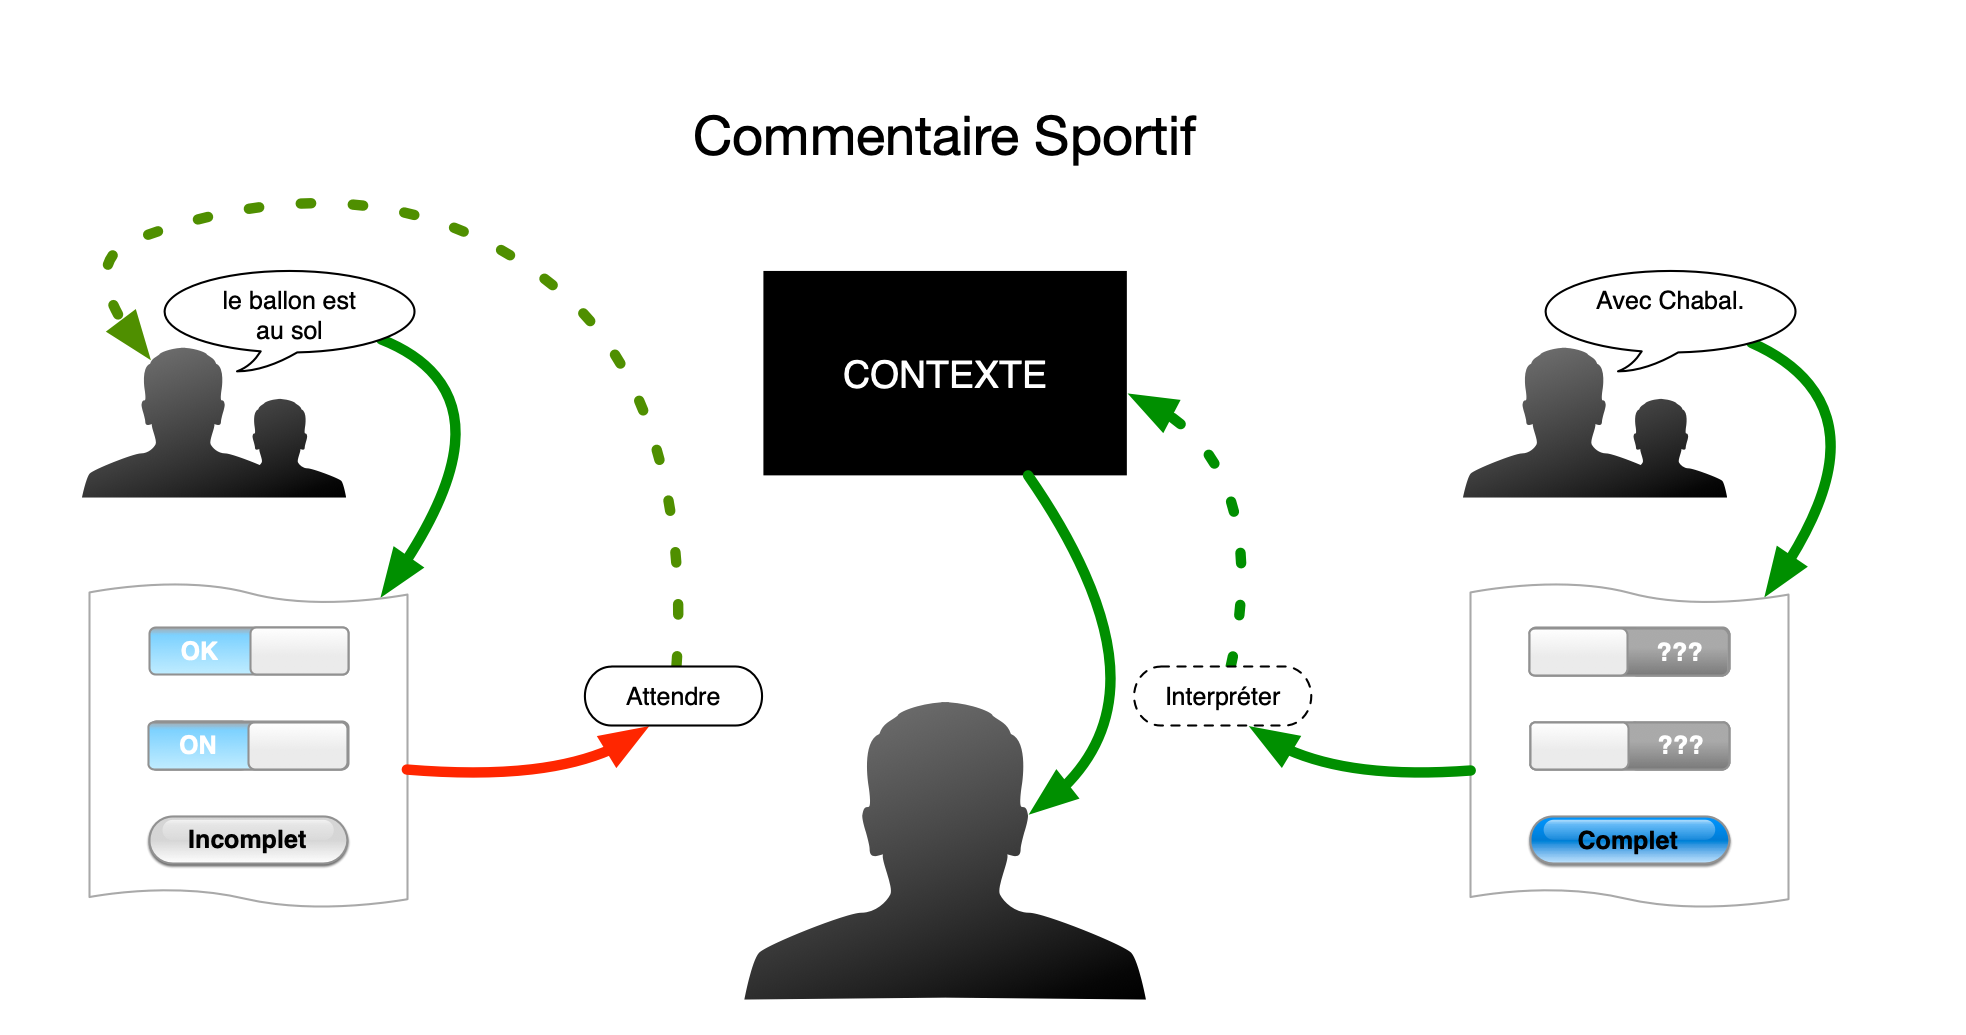 Commentaire Sportif
le ballon est
au sol
CONTEXTE
Avec Chabal.
OK
ON
Incomplet
Attendre
Interpréter
???
???
Complet